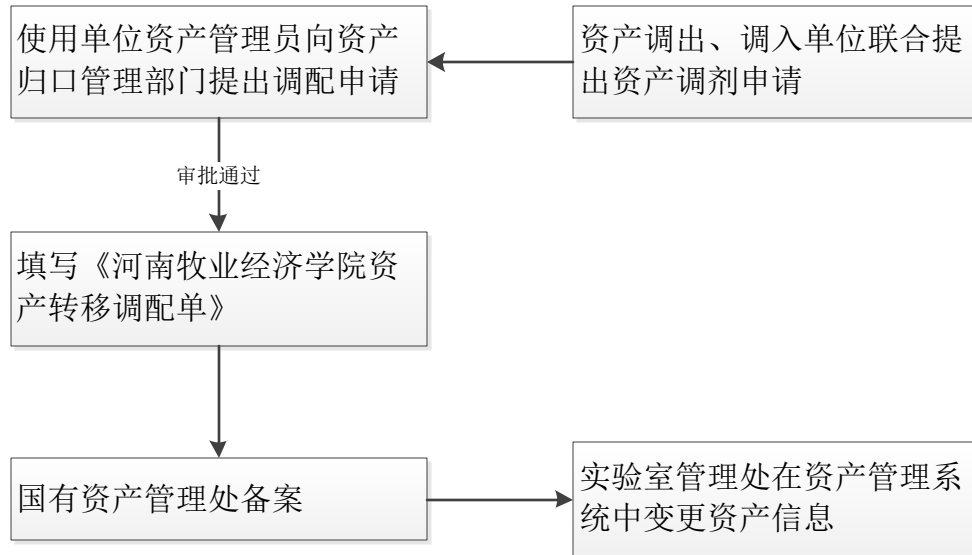 使用单位资产管理员向资产
归口管理部门提出调配申请
资产调出、调入单位联合提
出资产调剂申请
审批通过
填写《河南牧业经济学院资
产转移调配单》
国有资产管理处备案
实验室管理处在资产管理系
统中变更资产信息